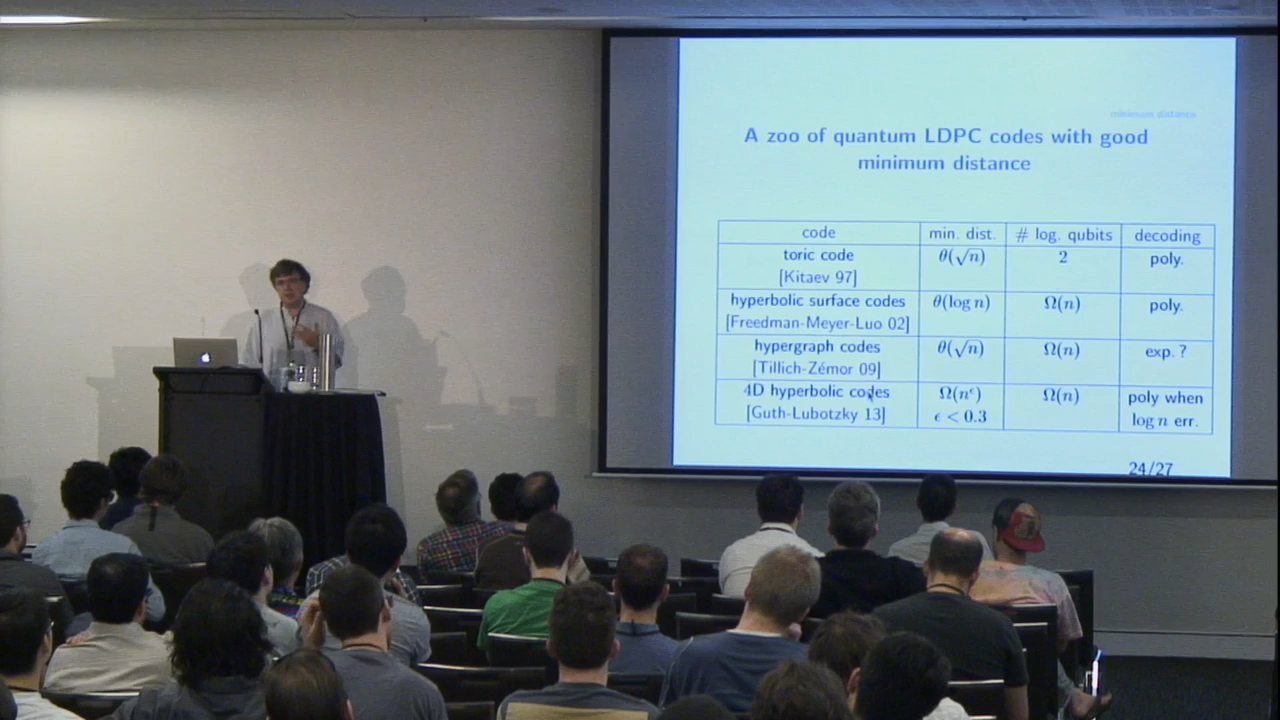 minimum distance
A zoo of quantum LDPC codes with good
minimum distance
code min. dist. # log. qubits decoding
toric code θ(√n) 2 poly.
[Kitaev 97]
hyperbolic surface codes θ(log n) Ω(n) poly.
[Freedman-Meyer-Luo 02]
hypergraph codes θ(√n) Ω(n) exp. ?
[Tillich-Zémor 09]
4D hyperbolic codes Ω(nᵋ) Ω(n) poly when
[Guth-Lubotzky 13] ϵ < 0.3 log n err.
24/27